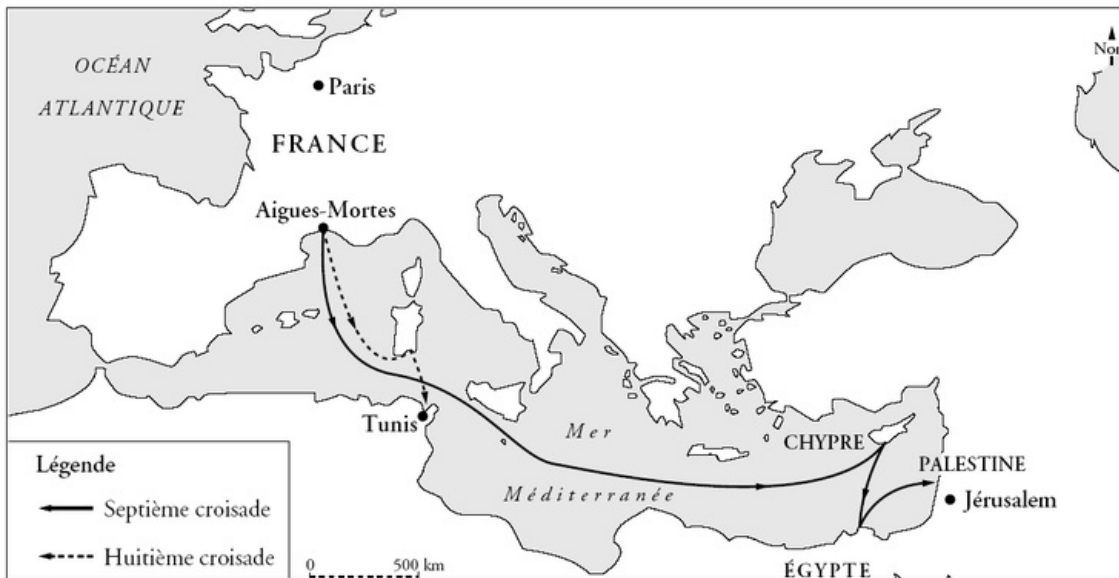 OCÉAN
ATLANTIQUE
Paris
Nor
FRANCE
Aigues-Mortes
Tunis
Mer
Méditerranée
CHYPRE
PALESTINE
Jérusalem
ÉGYPTE
Légende
Septième croisade
Huitième croisade
0 500 km